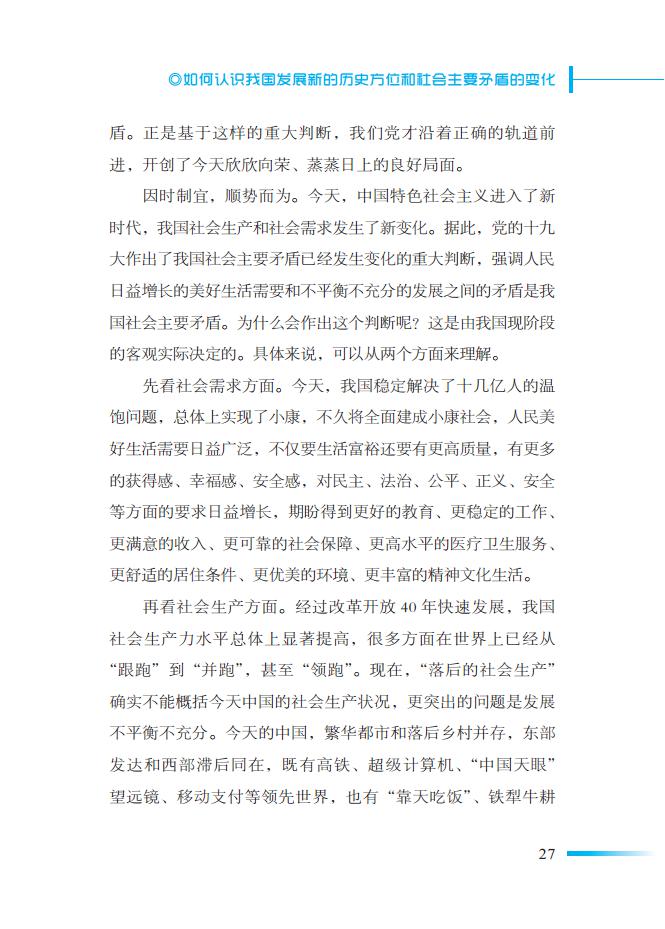 ◎如何认识我国发展新的历史方位和社会主要矛盾的变化
盾。正是基于这样的重大判断，我们党才沿着正确的轨道前
进，开创了今天欣欣向荣、蒸蒸日上的良好局面。
因时制宜，顺势而为。今天，中国特色社会主义进入了新
时代，我国社会生产和社会需求发生了新变化。据此，党的十九
大作出了我国社会主要矛盾已经发生变化的重大判断，强调人民
日益增长的美好生活需要和不平衡不充分的发展之间的矛盾是我
国社会主要矛盾。为什么会作出这个判断呢？这是由我国现阶段
的客观实际决定的。具体来说，可以从两个方面来理解。
先看社会需求方面。今天，我国稳定解决了十几亿人的温
饱问题，总体上实现了小康，不久将全面建成小康社会，人民美
好生活需要日益广泛，不仅要生活富裕还要有更高质量，有更多
的获得感、幸福感、安全感，对民主、法治、公平、正义、安全
等方面的要求日益增长，期盼得到更好的教育、更稳定的工作、
更满意的收入、更可靠的社会保障、更高水平的医疗卫生服务、
更舒适的居住条件、更优美的环境、更丰富的精神文化生活。
再看社会生产方面。经过改革开放 40 年快速发展，我国
社会生产力水平总体上显著提高，很多方面在世界上已经从
“跟跑”到“并跑”，甚至“领跑”。现在，“落后的社会生产”
确实不能概括今天中国的社会生产状况，更突出的问题是发展
不平衡不充分。今天的中国，繁华都市和落后乡村并存，东部
发达和西部滞后同在，既有高铁、超级计算机、“中国天眼”
望远镜、移动支付等领先世界，也有“靠天吃饭”、铁犁牛耕
27